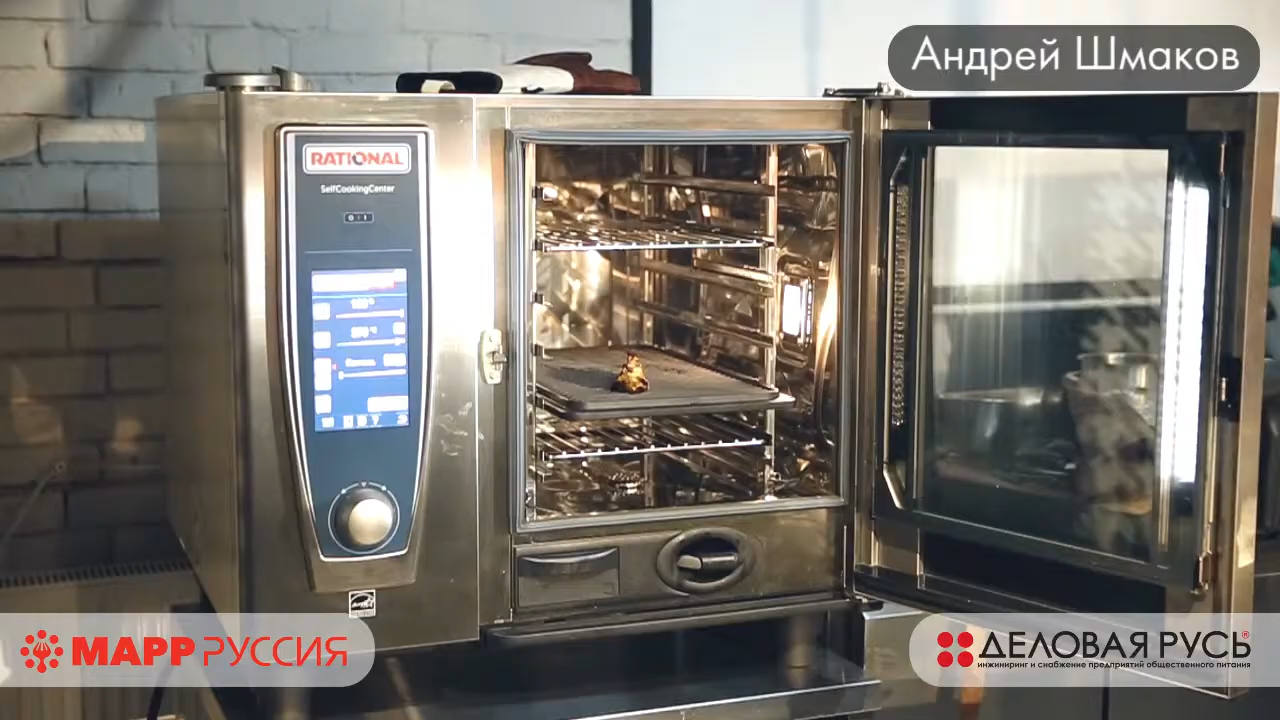 Андрей Шмаков
RATIONAL
SelfCookingCenter
МАРР РУССИЯ
ДЕЛОВАЯ РУСЬ®
инжиниринг и снабжение предприятий общественного питания